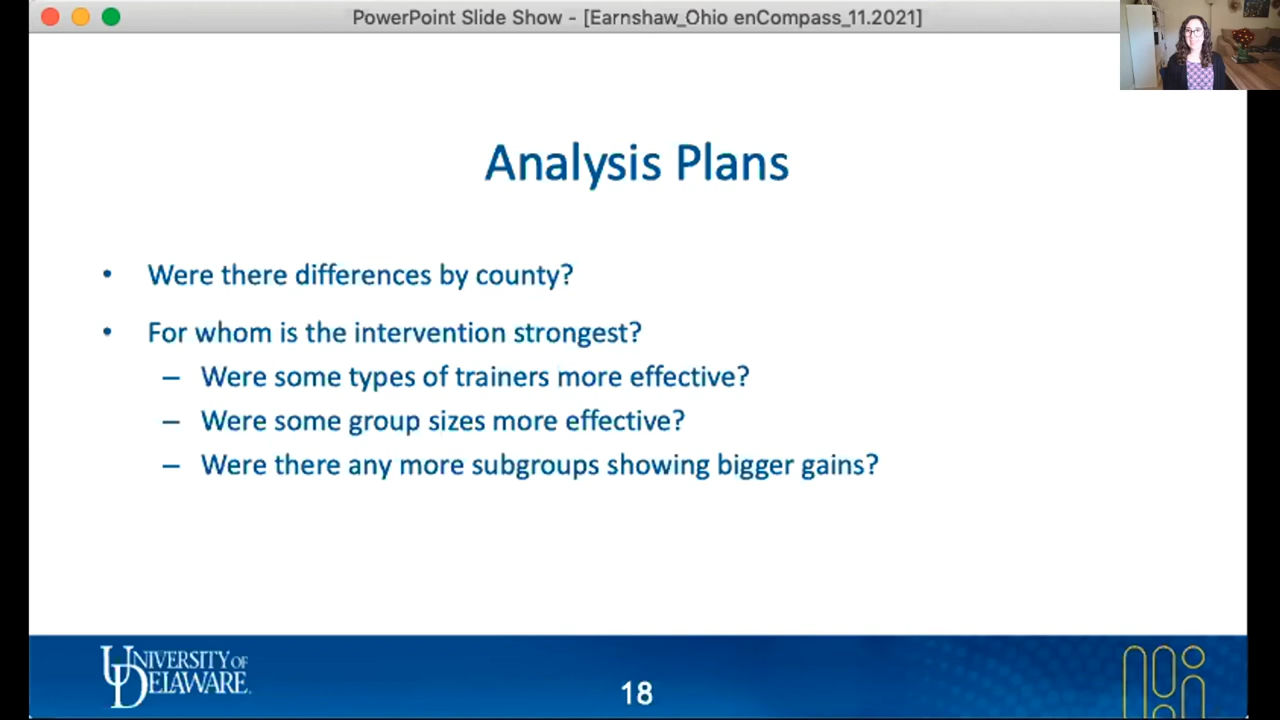 PowerPoint Slide Show - [Earnshaw_Ohio enCompass_11.2021]
Analysis Plans
• Were there differences by county?
• For whom is the intervention strongest?
– Were some types of trainers more effective?
– Were some group sizes more effective?
– Were there any more subgroups showing bigger gains?
UNIVERSITY OF
DELAWARE.
18